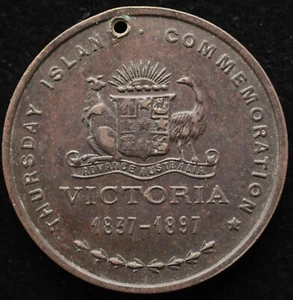 THURSDAY ISLAND · COMMEMORATION
ADVANCE AUSTRALIA
VICTORIA
1837-1897